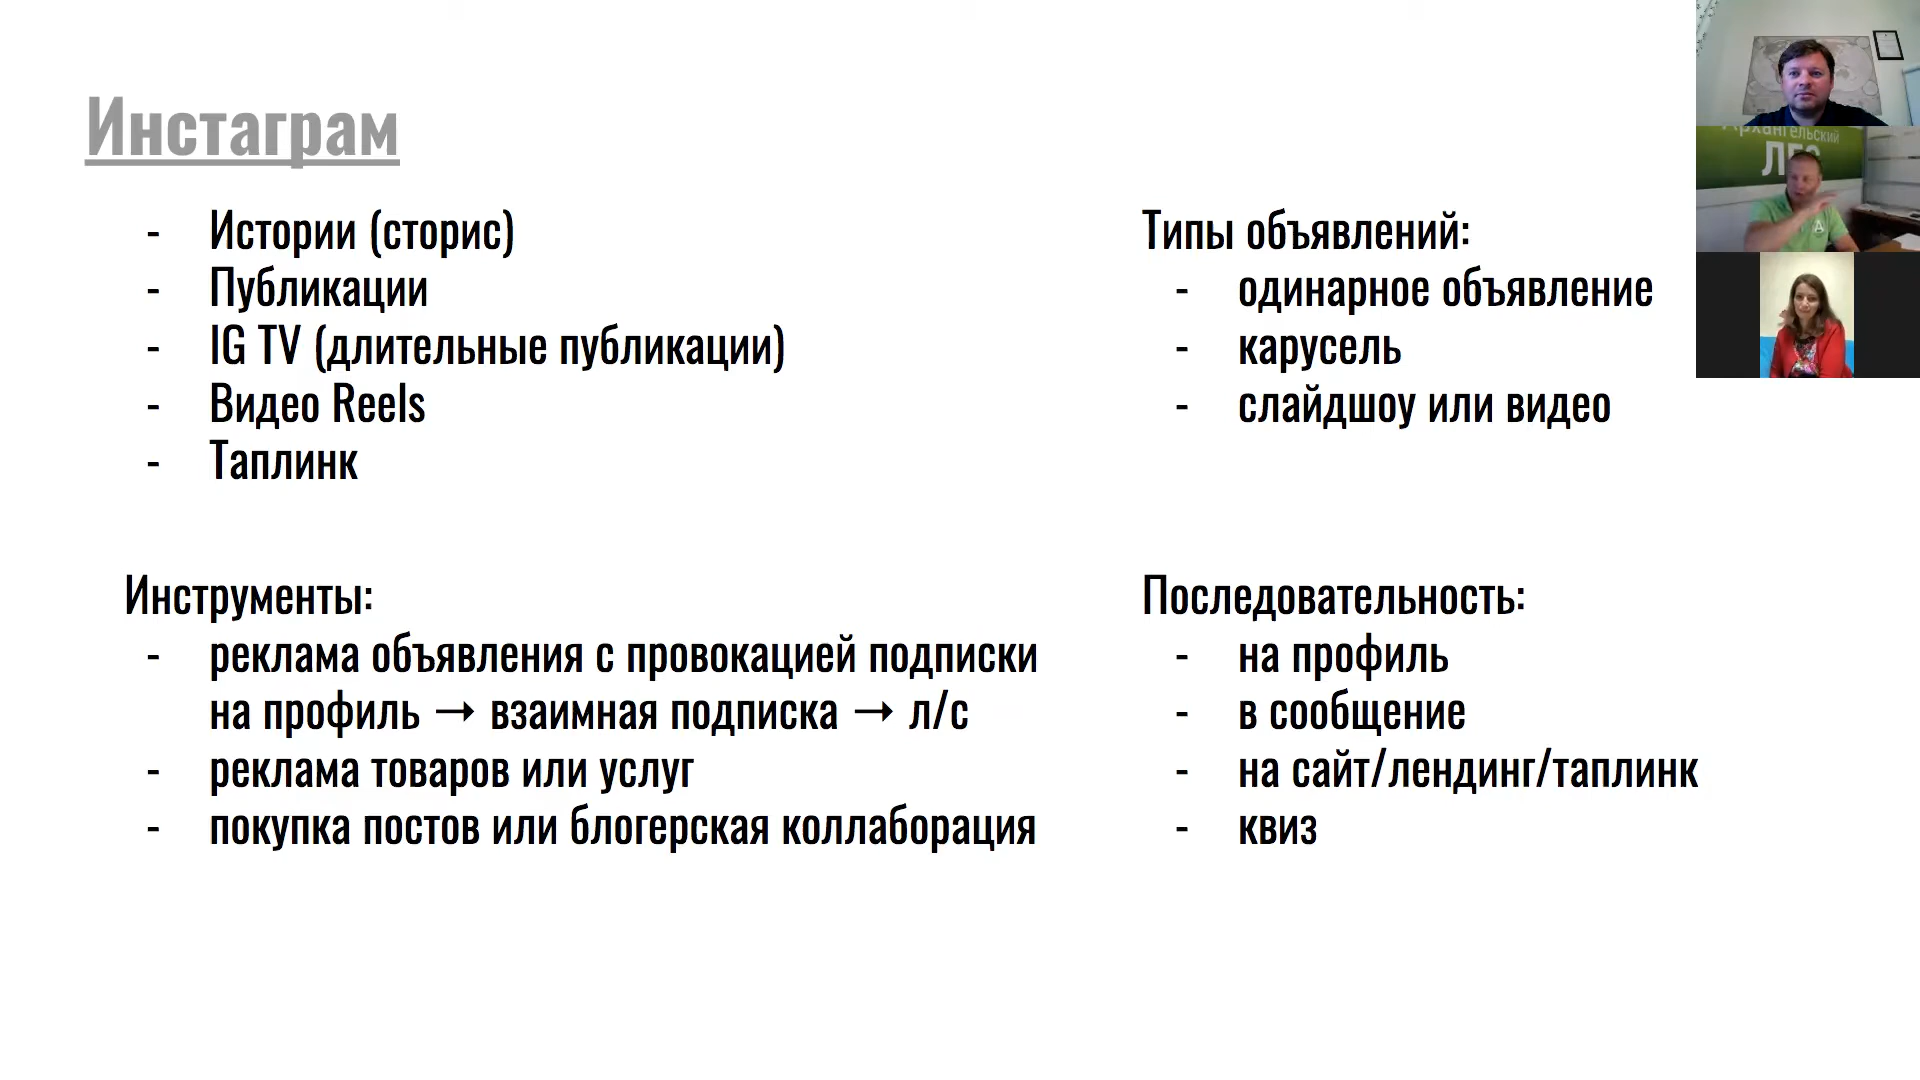 Инстаграм
- Истории (сторис)
- Публикации
- IG TV (длительные публикации)
- Видео Reels
- Таплинк
Типы объявлений:
- одинарное объявление
- карусель
- слайдшоу или видео
Инструменты:
- реклама объявления с провокацией подписки
на профиль → взаимная подписка → л/с
- реклама товаров или услуг
- покупка постов или блогерская коллаборация
Последовательность:
- на профиль
- в сообщение
- на сайт/лендинг/таплинк
- квиз
Архангельский
ЛЕС